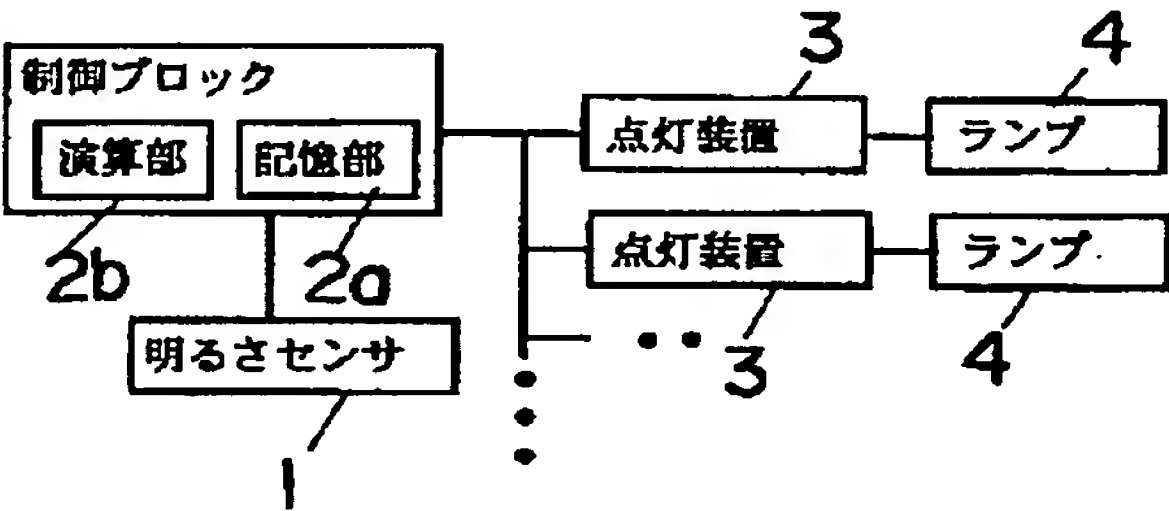 3
4
制御ブロック
点灯装置
ランプ
演算部
記憶部
点灯装置
ランプ
2b
2a
明るさセンサ
3
4
1